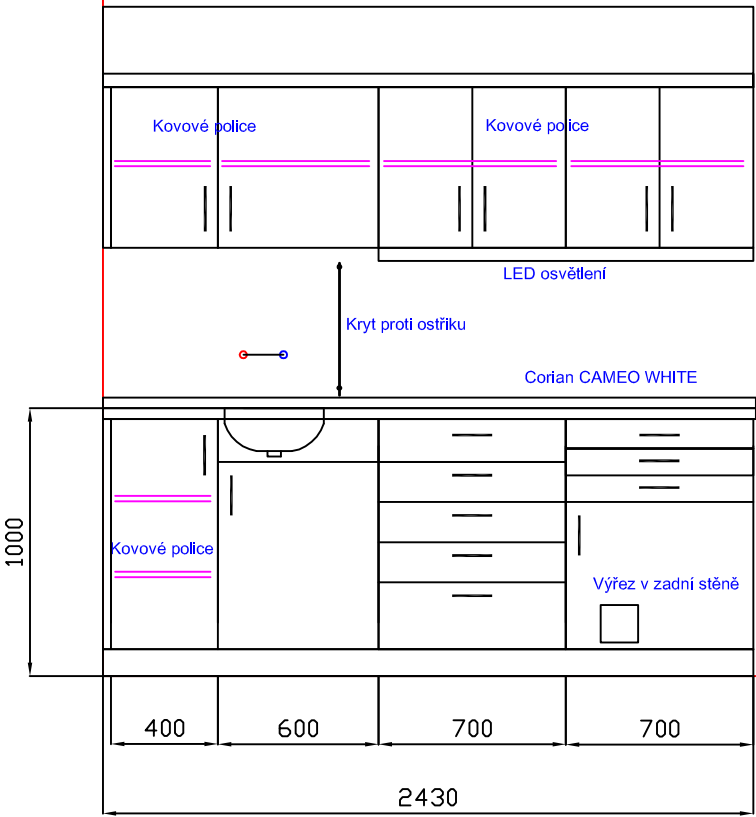 Kovové police
Kovové police
LED osvětlení
Kryt proti ostřiku
Corian CAMEO WHITE
1000
Kovové police
Výřez v zadní stěně
400
600
700
700
2430